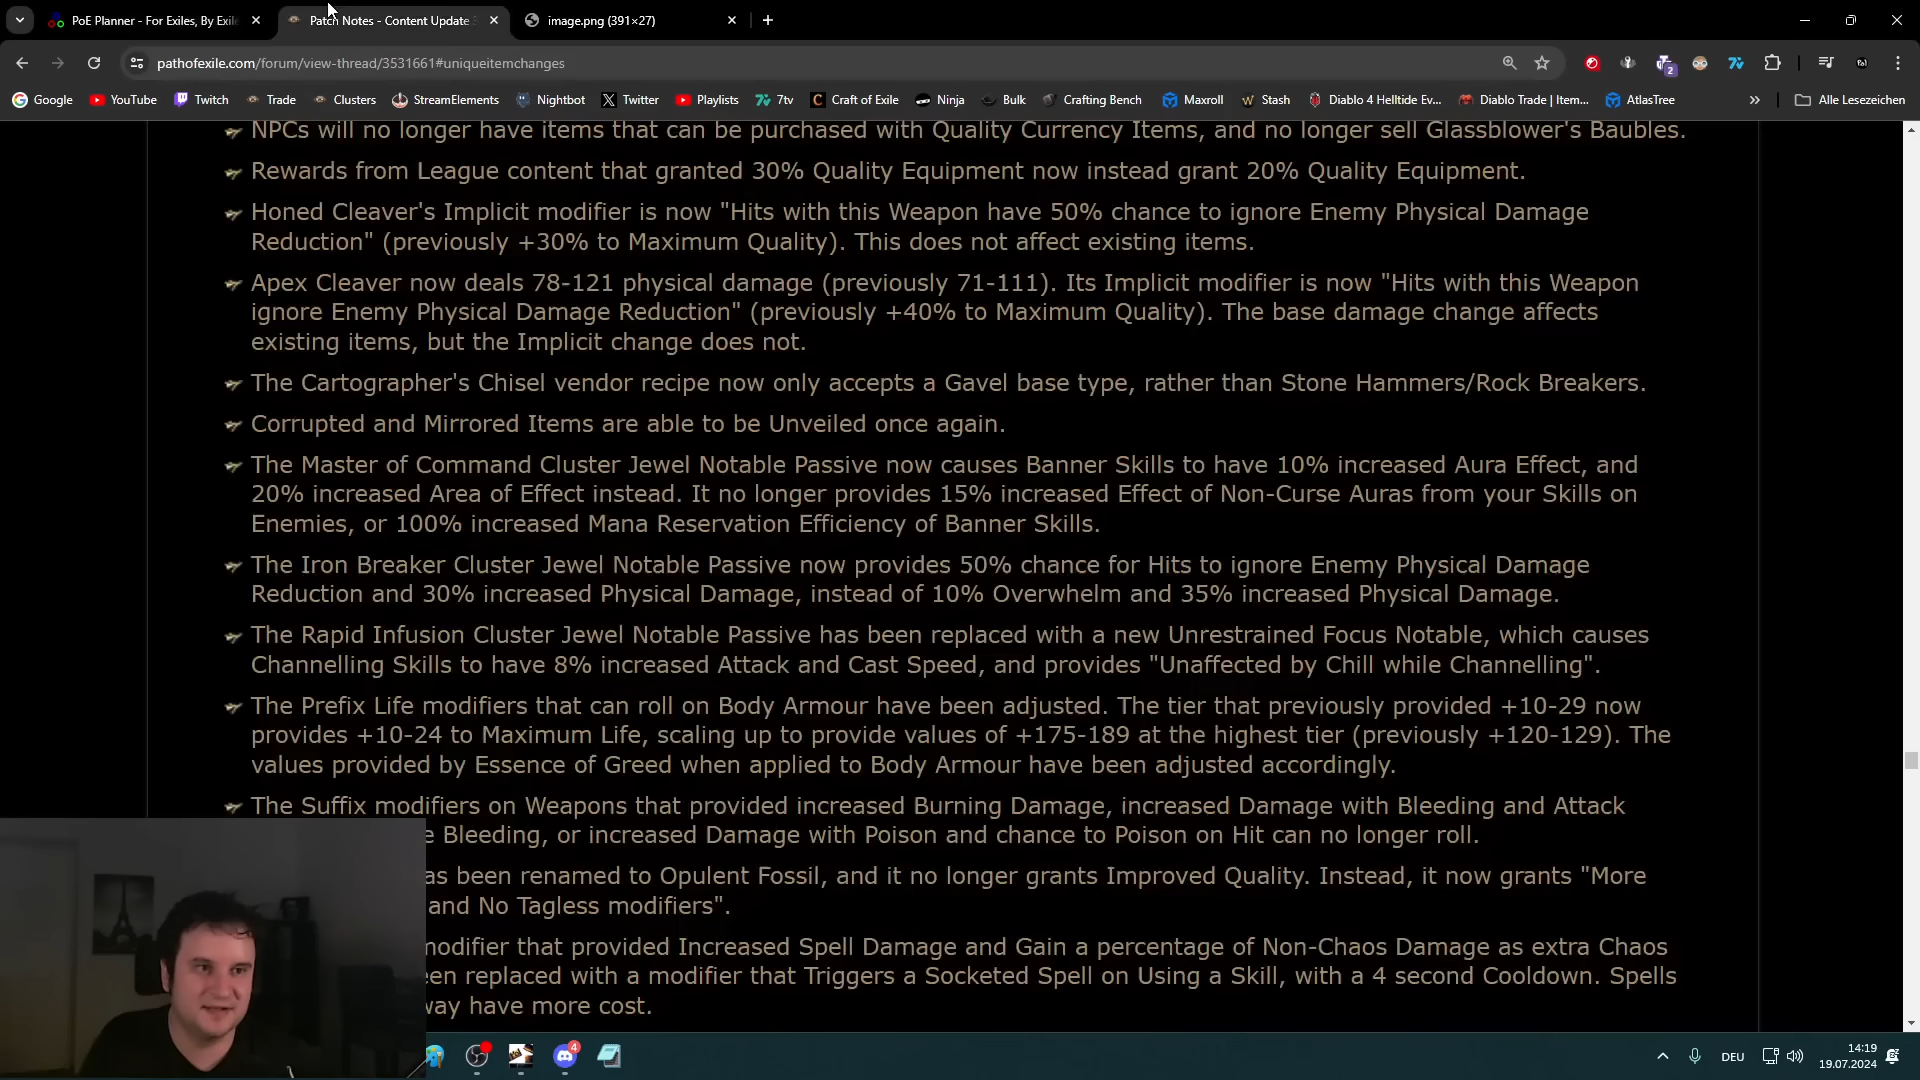 PoE Planner - For Exiles, By Exile
Patch Notes - Content Update 3
image.png (391×27)
pathofexile.com/forum/view-thread/3531661#uniqueitemchanges
2
Google
YouTube
Twitch
Trade
Clusters
StreamElements
Nightbot
Twitter
Playlists
7tv
Craft of Exile
Ninja
Bulk
Crafting Bench
Maxroll
Stash
Diablo 4 Helltide Ev...
Diablo Trade | Item...
AtlasTree
Alle Lesezeichen
NPCs will no longer have items that can be purchased with Quality Currency Items, and no longer sell Glassblower's Baubles.
Rewards from League content that granted 30% Quality Equipment now instead grant 20% Quality Equipment.
Honed Cleaver's Implicit modifier is now "Hits with this Weapon have 50% chance to ignore Enemy Physical Damage
Reduction" (previously +30% to Maximum Quality). This does not affect existing items.
Apex Cleaver now deals 78-121 physical damage (previously 71-111). Its Implicit modifier is now "Hits with this Weapon
ignore Enemy Physical Damage Reduction" (previously +40% to Maximum Quality). The base damage change affects
existing items, but the Implicit change does not.
The Cartographer's Chisel vendor recipe now only accepts a Gavel base type, rather than Stone Hammers/Rock Breakers.
Corrupted and Mirrored Items are able to be Unveiled once again.
The Master of Command Cluster Jewel Notable Passive now causes Banner Skills to have 10% increased Aura Effect, and
20% increased Area of Effect instead. It no longer provides 15% increased Effect of Non-Curse Auras from your Skills on
Enemies, or 100% increased Mana Reservation Efficiency of Banner Skills.
The Iron Breaker Cluster Jewel Notable Passive now provides 50% chance for Hits to ignore Enemy Physical Damage
Reduction and 30% increased Physical Damage, instead of 10% Overwhelm and 35% increased Physical Damage.
The Rapid Infusion Cluster Jewel Notable Passive has been replaced with a new Unrestrained Focus Notable, which causes
Channelling Skills to have 8% increased Attack and Cast Speed, and provides "Unaffected by Chill while Channelling".
The Prefix Life modifiers that can roll on Body Armour have been adjusted. The tier that previously provided +10-29 now
provides +10-24 to Maximum Life, scaling up to provide values of +175-189 at the highest tier (previously +120-129). The
values provided by Essence of Greed when applied to Body Armour have been adjusted accordingly.
The Suffix modifiers on Weapons that provided increased Burning Damage, increased Damage with Bleeding and Attack
e Bleeding, or increased Damage with Poison and chance to Poison on Hit can no longer roll.
as been renamed to Opulent Fossil, and it no longer grants Improved Quality. Instead, it now grants "More
and No Tagless modifiers".
modifier that provided Increased Spell Damage and Gain a percentage of Non-Chaos Damage as extra Chaos
en replaced with a modifier that Triggers a Socketed Spell on Using a Skill, with a 4 second Cooldown. Spells
way have more cost.
4
DEU
14:19
19.07.2024